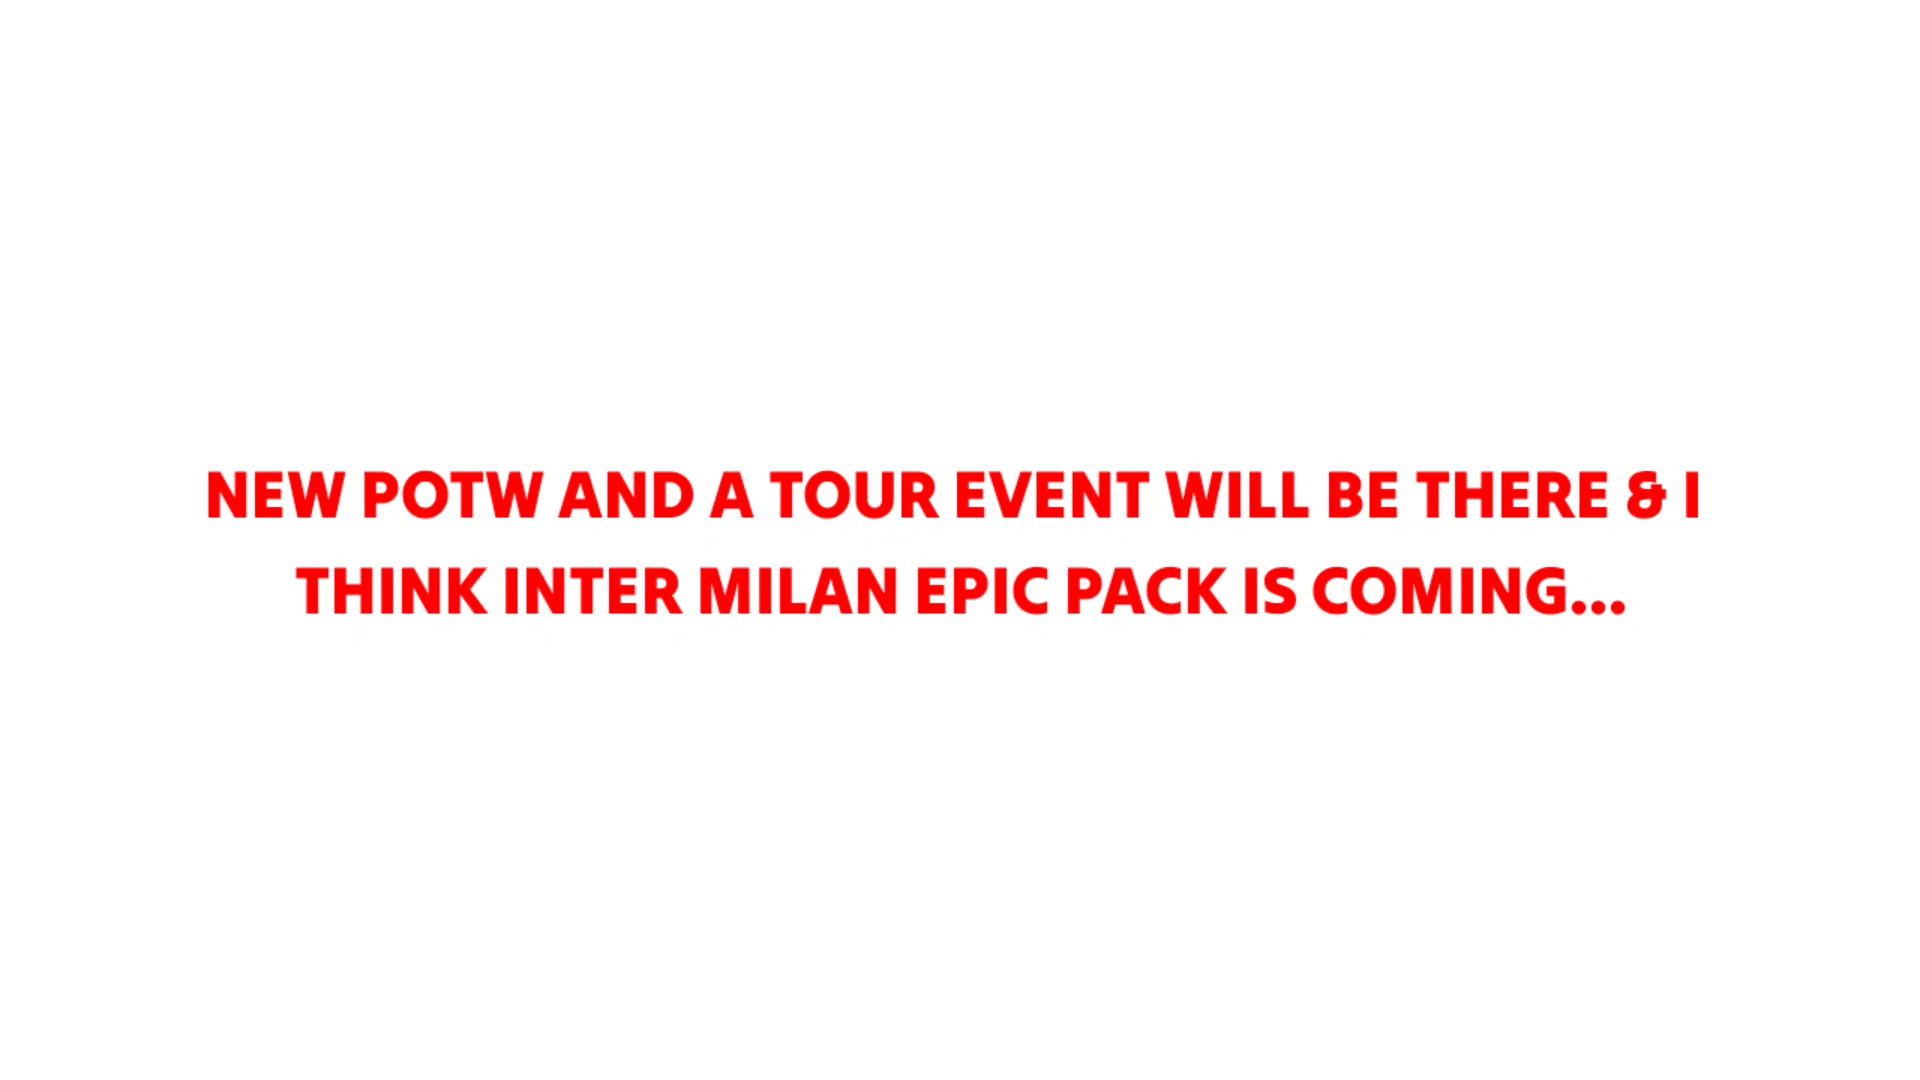 NEW POTW AND A TOUR EVENT WILL BE THERE & I
THINK INTER MILAN EPIC PACK IS COMING...